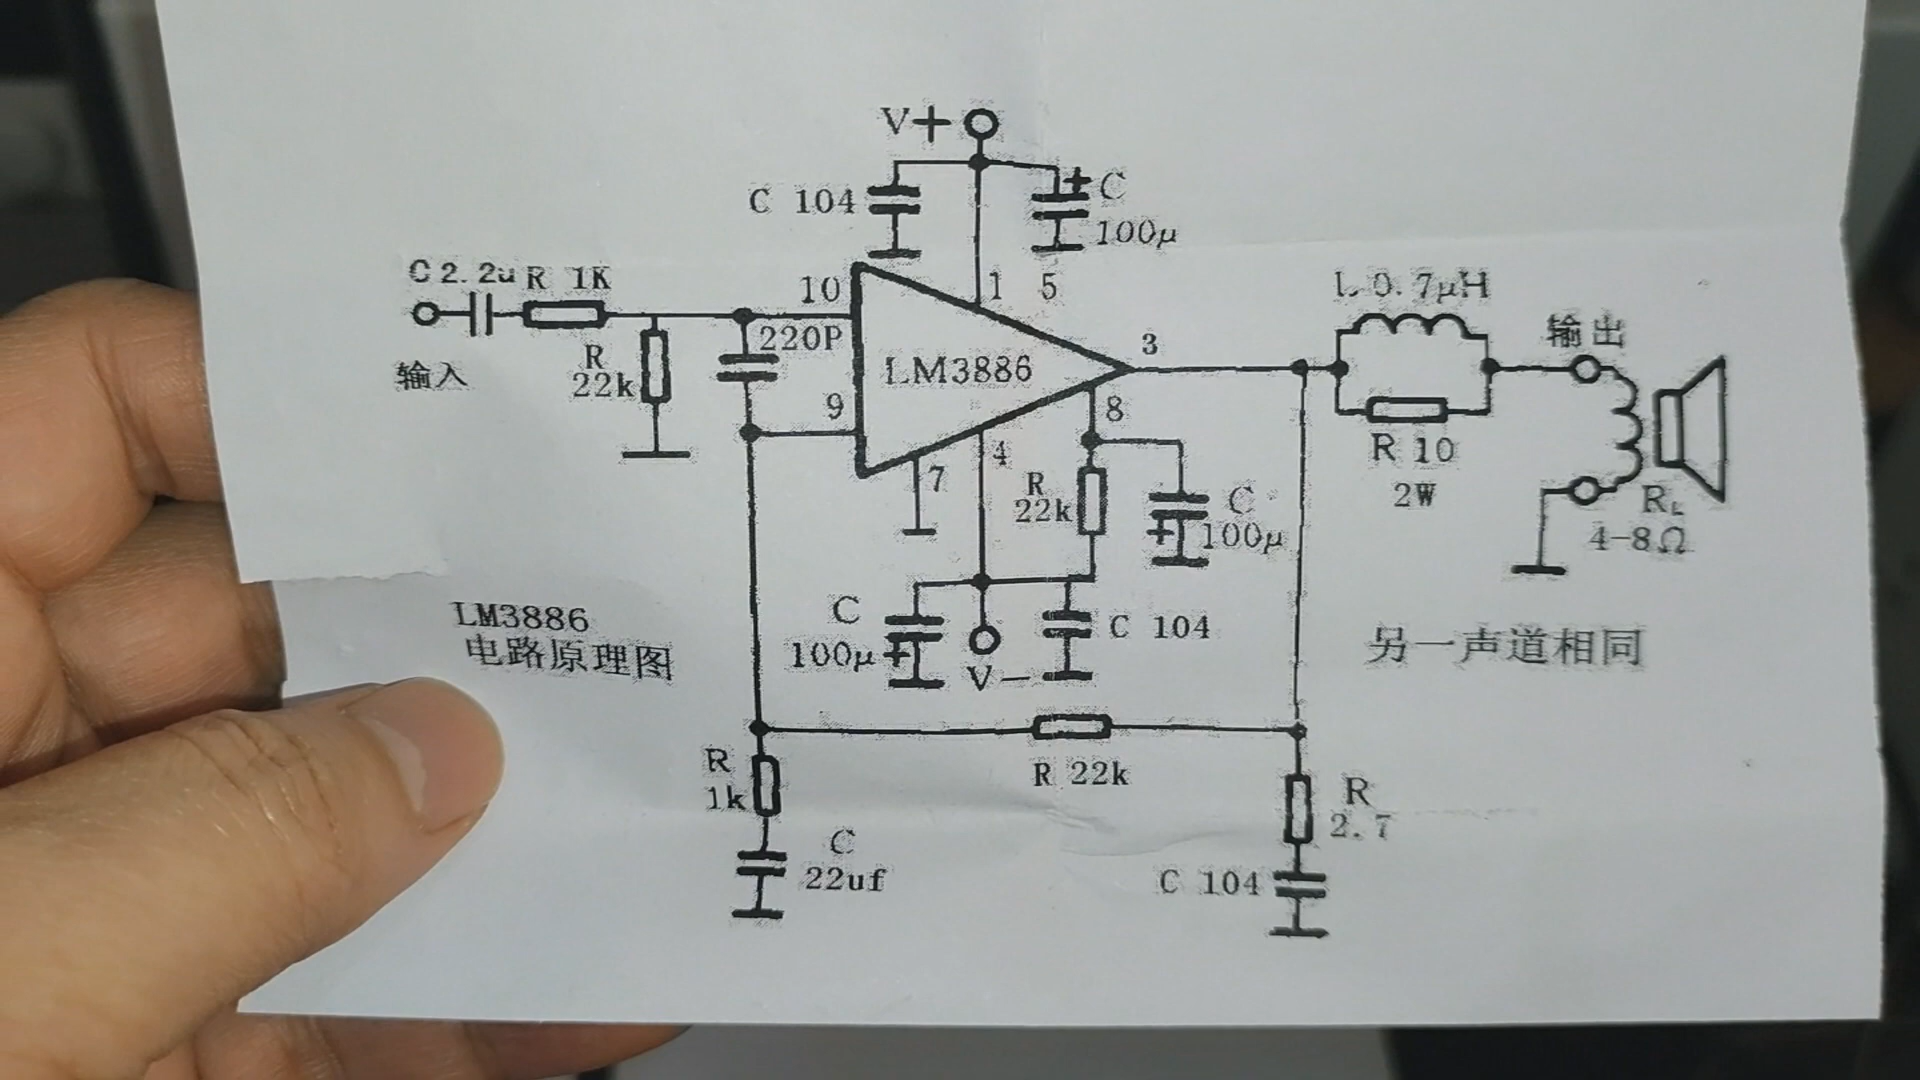 V+
C 104
+ C
100μ
C 2.2u R 1K
10
1 5
L 0.7μH
220P
3
输出
输入
R
22k
LM3886
9
8
R 10
2W
7
4
R
22k
C
100μ
+
RL
4-8Ω
LM3886
电路原理图
C
100μ
+
V-
C 104
另一声道相同
R
1k
R 22k
R
2.7
C
22uf
C 104